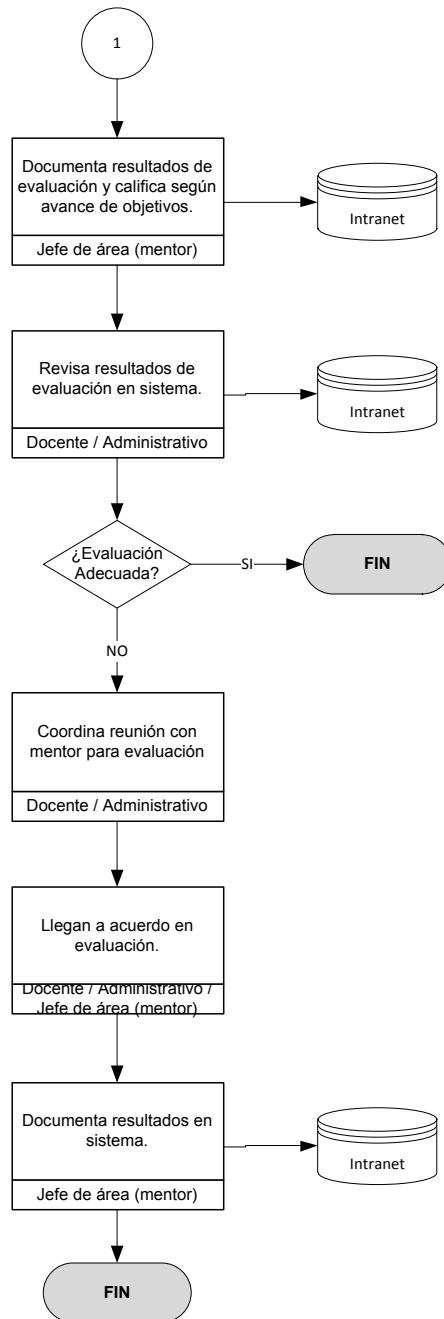 1
Documenta resultados de
evaluación y califica según
avance de objetivos.
Jefe de área (mentor)
Intranet
Revisa resultados de
evaluación en sistema.
Docente / Administrativo
Intranet
¿Evaluación
Adecuada?
SI
FIN
NO
Coordina reunión con
mentor para evaluación
Docente / Administrativo
Llegan a acuerdo en
evaluación.
Docente / Administrativo /
Jefe de área (mentor)
Documenta resultados en
sistema.
Jefe de área (mentor)
Intranet
FIN